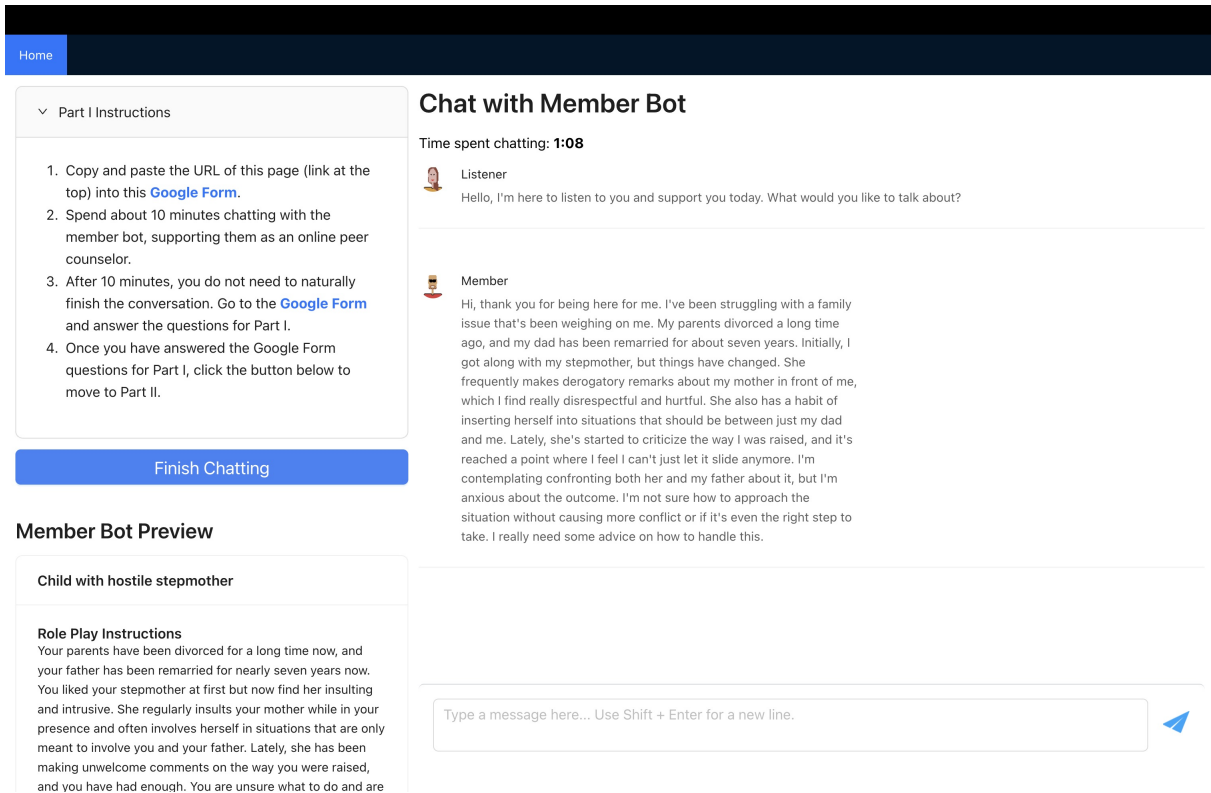 Home
Part I Instructions
1. Copy and paste the URL of this page (link at the
top) into this Google Form.
2. Spend about 10 minutes chatting with the
member bot, supporting them as an online peer
counselor.
3. After 10 minutes, you do not need to naturally
finish the conversation. Go to the Google Form
and answer the questions for Part I.
4. Once you have answered the Google Form
questions for Part I, click the button below to
move to Part II.
Finish Chatting
Member Bot Preview
Child with hostile stepmother
Role Play Instructions
Your parents have been divorced for a long time now, and
your father has been remarried for nearly seven years now.
You liked your stepmother at first but now find her insulting
and intrusive. She regularly insults your mother while in your
presence and often involves herself in situations that are only
meant to involve you and your father. Lately, she has been
making unwelcome comments on the way you were raised,
and you have had enough. You are unsure what to do and are
Chat with Member Bot
Time spent chatting: 1:08
Listener
Hello, I'm here to listen to you and support you today. What would you like to talk about?
Member
Hi, thank you for being here for me. I've been struggling with a family
issue that's been weighing on me. My parents divorced a long time
ago, and my dad has been remarried for about seven years. Initially, I
got along with my stepmother, but things have changed. She
frequently makes derogatory remarks about my mother in front of me,
which I find really disrespectful and hurtful. She also has a habit of
inserting herself into situations that should be between just my dad
and me. Lately, she's started to criticize the way I was raised, and it's
reached a point where I feel I can't just let it slide anymore. I'm
contemplating confronting both her and my father about it, but I'm
anxious about the outcome. I'm not sure how to approach the
situation without causing more conflict or if it's even the right step to
take. I really need some advice on how to handle this.
Type a message here... Use Shift + Enter for a new line.